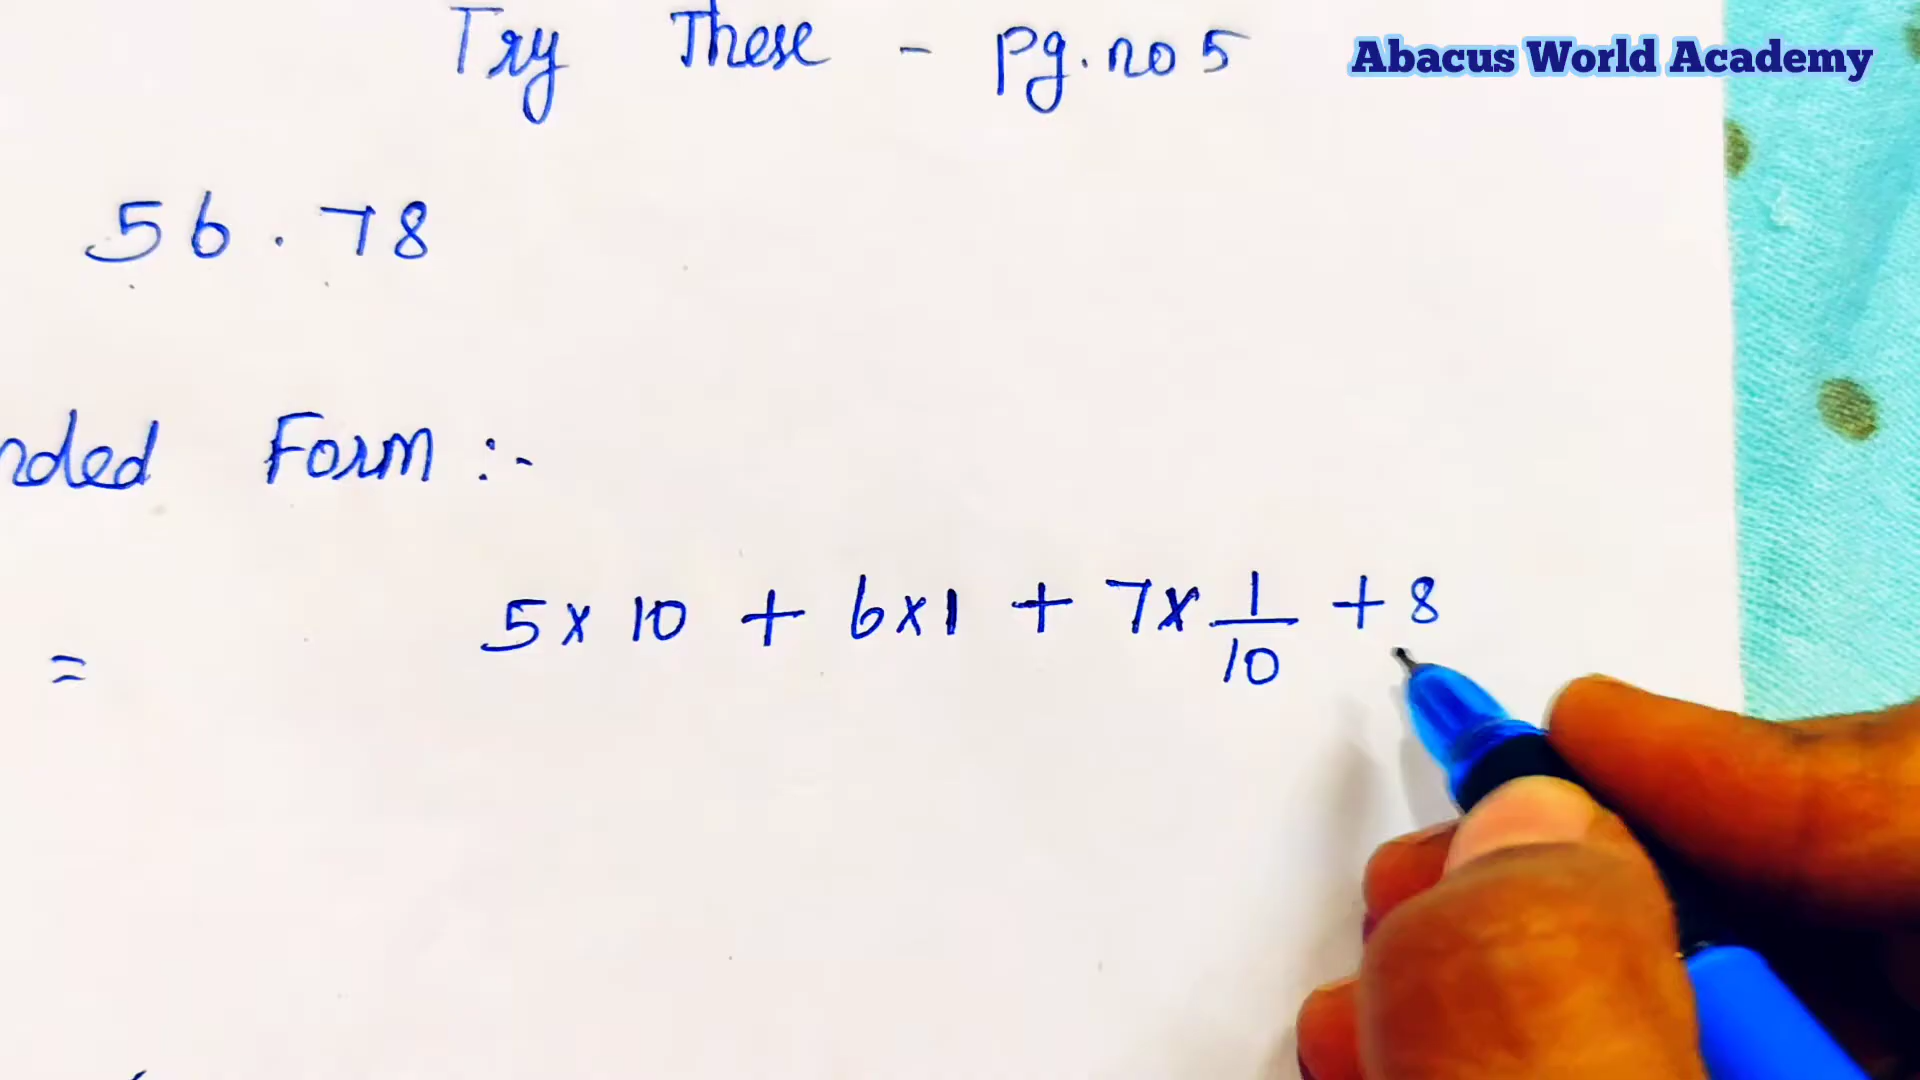 Try These - Pg. no 5
Abacus World Academy
56.78
nded Form :-
= 5 x 10 + 6 x 1 + 7 x 1/10 + 8